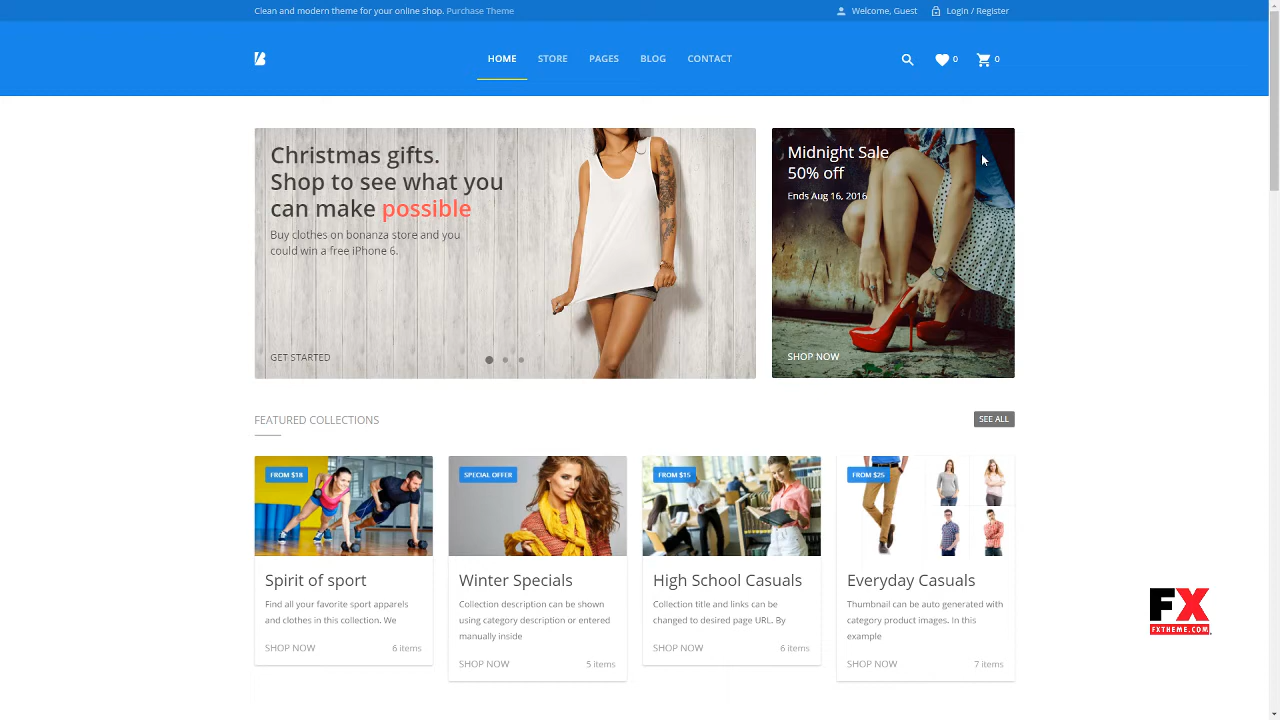 Clean and modern theme for your online shop. Purchase Theme
Welcome, Guest
Login / Register
B
HOME
STORE
PAGES
BLOG
CONTACT
0
0
Christmas gifts.
Shop to see what you
can make possible
Buy clothes on bonanza store and you
could win a free iPhone 6.
GET STARTED
Midnight Sale
50% off
Ends Aug 16, 2016
SHOP NOW
FEATURED COLLECTIONS
SEE ALL
FROM $18
Spirit of sport
Find all your favorite sport apparels
and clothes in this collection. We
SHOP NOW
6 items
SPECIAL OFFER
Winter Specials
Collection description can be shown
using category description or entered
manually inside
SHOP NOW
5 items
FROM $15
High School Casuals
Collection title and links can be
changed to desired page URL. By
SHOP NOW
6 items
FROM $25
Everyday Casuals
Thumbnail can be auto generated with
category product images. In this
example
SHOP NOW
7 items
FX
FXTHEME.COM